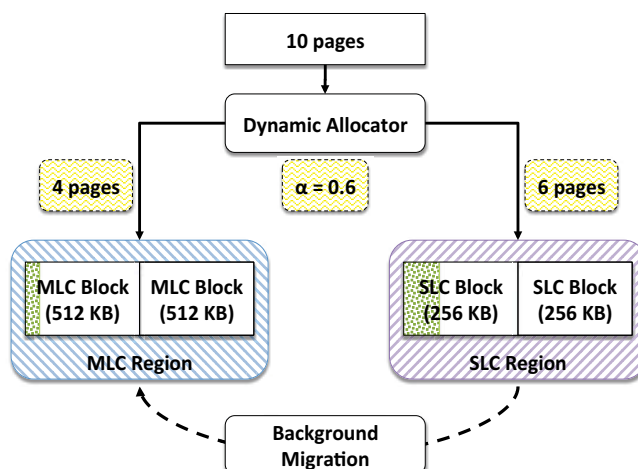 10 pages
Dynamic Allocator
4 pages
α = 0.6
6 pages
MLC Block
(512 KB)
MLC Block
(512 KB)
SLC Block
(256 KB)
SLC Block
(256 KB)
MLC Region
SLC Region
Background
Migration